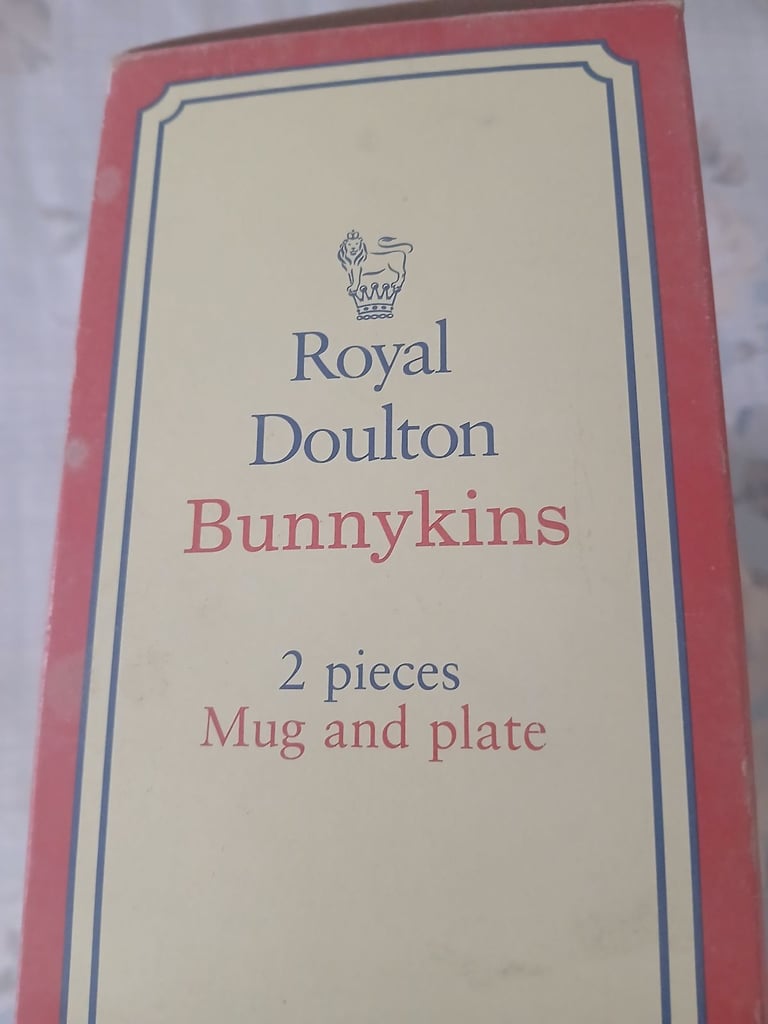 Royal
Doulton
Bunnykins
2 pieces
Mug and plate